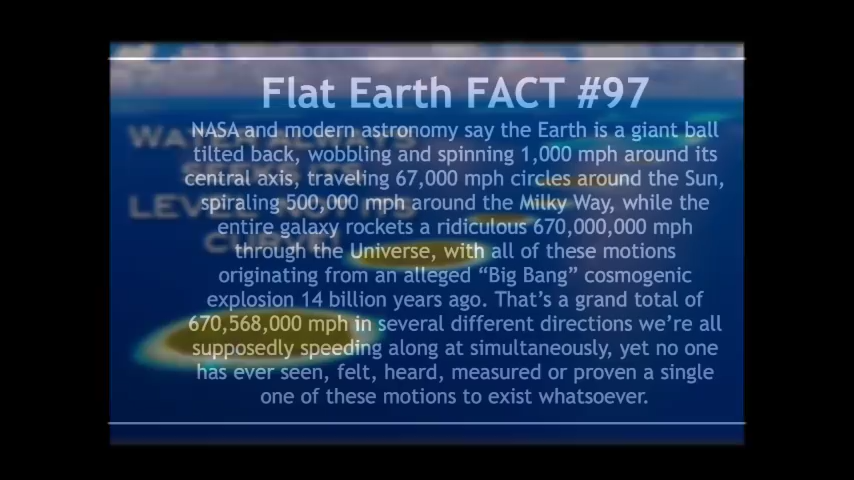 Flat Earth FACT #97
NASA and modern astronomy say the Earth is a giant ball
tilted back, wobbling and spinning 1,000 mph around its
central axis, traveling 67,000 mph circles around the Sun,
spiraling 500,000 mph around the Milky Way, while the
entire galaxy rockets a ridiculous 670,000,000 mph
through the Universe, with all of these motions
originating from an alleged “Big Bang” cosmogenic
explosion 14 billion years ago. That’s a grand total of
670,568,000 mph in several different directions we’re all
supposedly speeding along at simultaneously, yet no one
has ever seen, felt, heard, measured or proven a single
one of these motions to exist whatsoever.
WATER ALWAYS
LEVEL NOT ITS